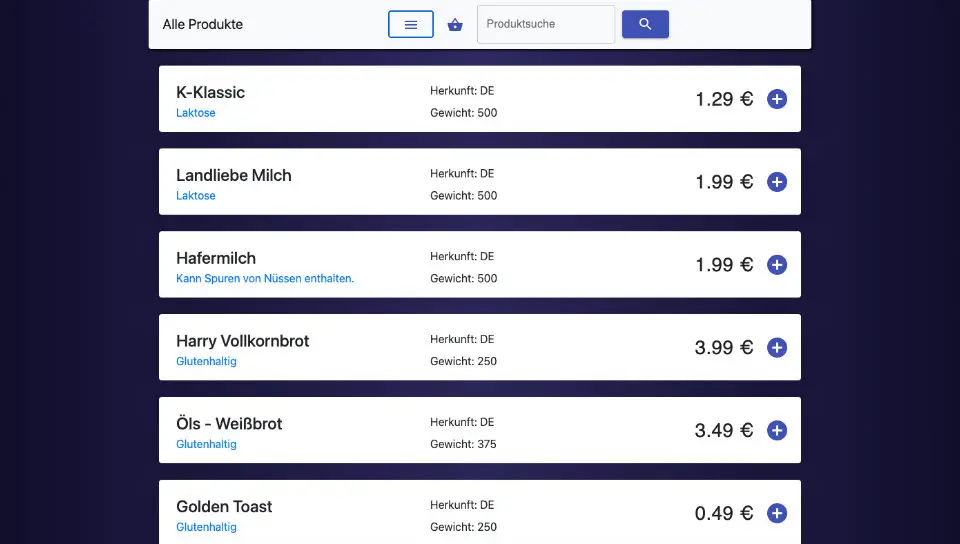 Alle Produkte
Produktsuche
K-Klassic
Laktose
Herkunft: DE
Gewicht: 500
1.29 €
Landliebe Milch
Laktose
Herkunft: DE
Gewicht: 500
1.99 €
Hafermilch
Kann Spuren von Nüssen enthalten.
Herkunft: DE
Gewicht: 500
1.99 €
Harry Vollkornbrot
Glutenhaltig
Herkunft: DE
Gewicht: 250
3.99 €
Öls - Weißbrot
Glutenhaltig
Herkunft: DE
Gewicht: 375
3.49 €
Golden Toast
Glutenhaltig
Herkunft: DE
Gewicht: 250
0.49 €